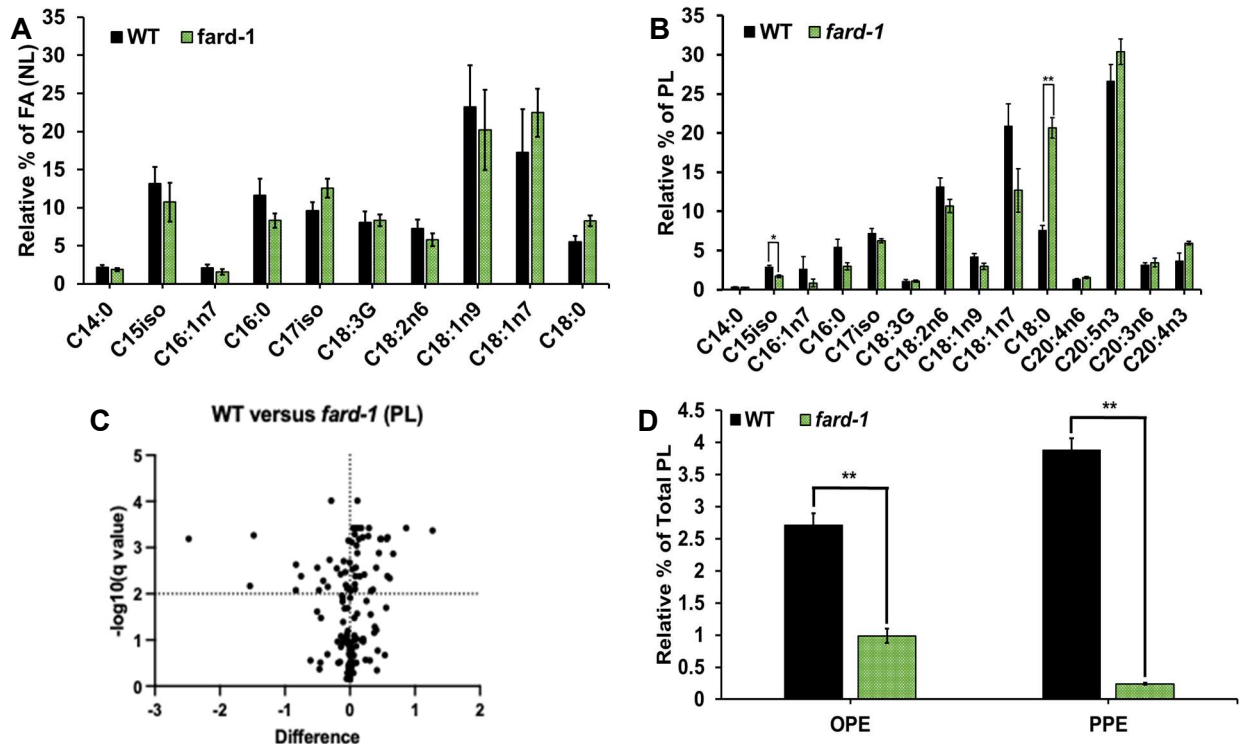 A
WT fard-1
Relative % of FA (NL)
35
30
25
20
15
10
5
0
C14:0
C15iso
C16:1n7
C16:0
C17iso
C18:3G
C18:2n6
C18:1n9
C18:1n7
C18:0
B
WT fard-1
Relative % of PL
35
30
25
20
15
10
5
0
*
**
C14:0
C15iso
C16:1n7
C16:0
C17iso
C18:3G
C18:2n6
C18:1n9
C18:1n7
C18:0
C20:4n6
C20:5n3
C20:3n6
C20:4n3
C
WT versus fard-1 (PL)
-log10(q value)
5
4
3
2
1
0
-3 -2 -1 0 1 2
Difference
D
WT fard-1
Relative % of Total PL
4.5
4
3.5
3
2.5
2
1.5
1
0.5
0
**
**
OPE PPE